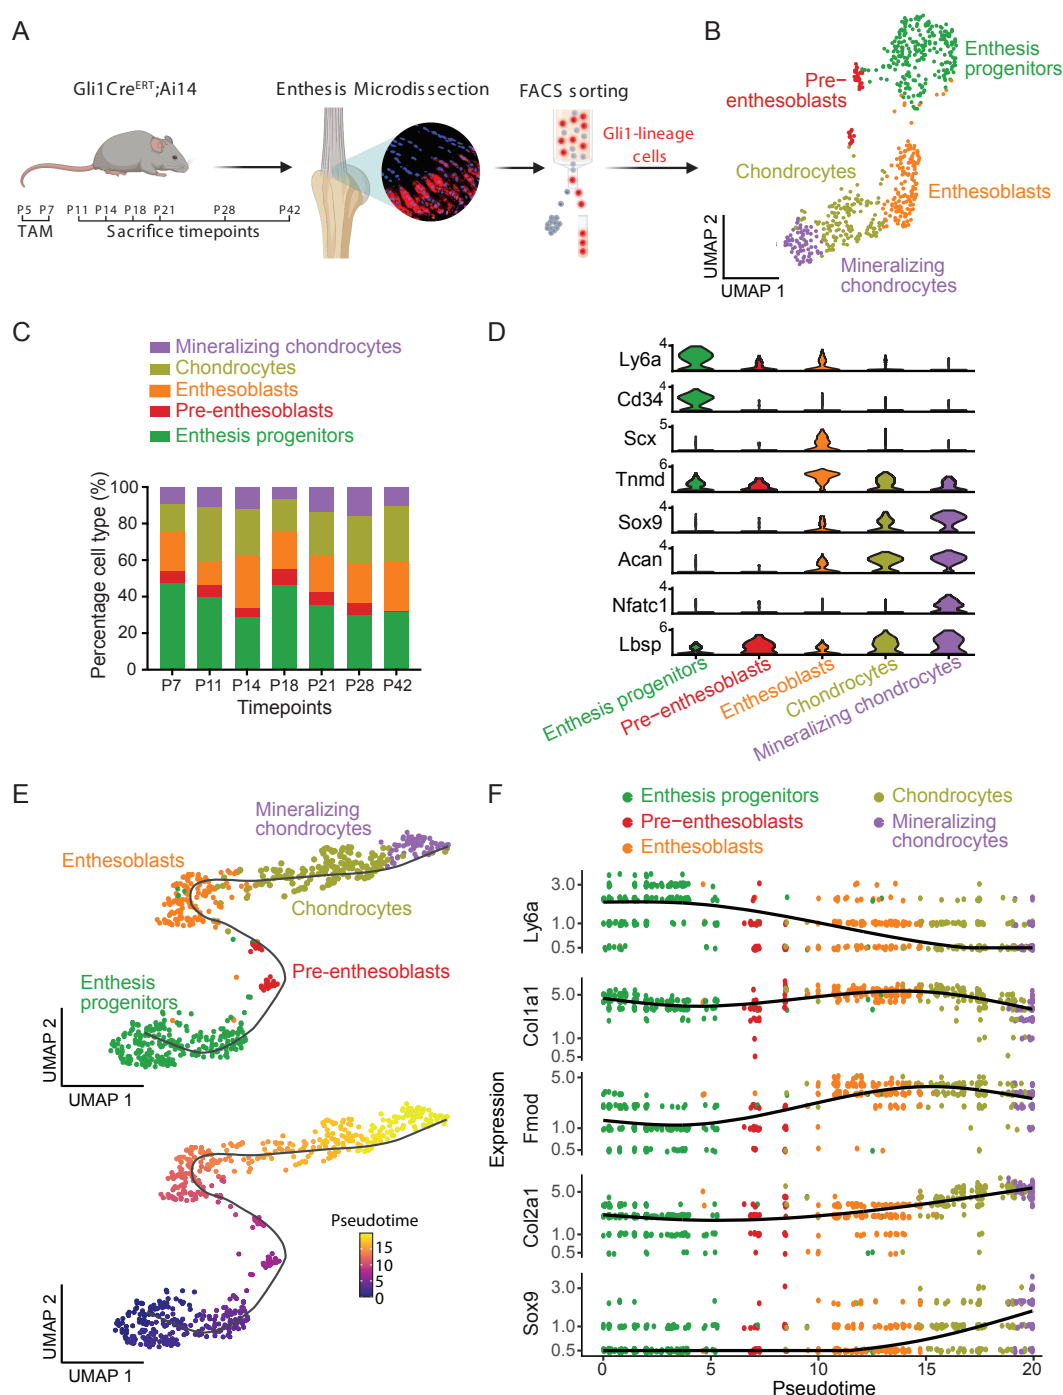 A
Gli1CreERT;Ai14
Enthesis Microdissection
FACS sorting
Gli1-lineage
cells
P5 P7 P11 P14 P18 P21 P28 P42
TAM
Sacrifice timepoints
B
Enthesis
progenitors
Pre−
enthesoblasts
Chondrocytes
Enthesoblasts
Mineralizing
chondrocytes
UMAP 2
UMAP 1
C
Mineralizing chondrocytes
Chondrocytes
Enthesoblasts
Pre-enthesoblasts
Enthesis progenitors
Percentage cell type (%)
100
80
60
40
20
0
P7 P11 P14 P18 P21 P28 P42
Timepoints
D
Ly6a 4
Cd34 4
Scx 5
Tnmd 6
Sox9 4
Acan 4
Nfatc1 4
Lbsp 6
Enthesis progenitors
Pre−enthesoblasts
Enthesoblasts
Chondrocytes
Mineralizing chondrocytes
E
Mineralizing
chondrocytes
Enthesoblasts
Chondrocytes
Pre-enthesoblasts
Enthesis
progenitors
UMAP 2
UMAP 1
Pseudotime
15
10
5
0
UMAP 2
UMAP 1
F
Enthesis progenitors
Pre−enthesoblasts
Enthesoblasts
Chondrocytes
Mineralizing
chondrocytes
Expression
Ly6a
3.0
1.0
0.5
Col1a1
5.0
1.0
0.5
Fmod
5.0
1.0
0.5
Col2a1
5.0
1.0
0.5
Sox9
3.0
1.0
0.5
0 5 10 15 20
Pseudotime